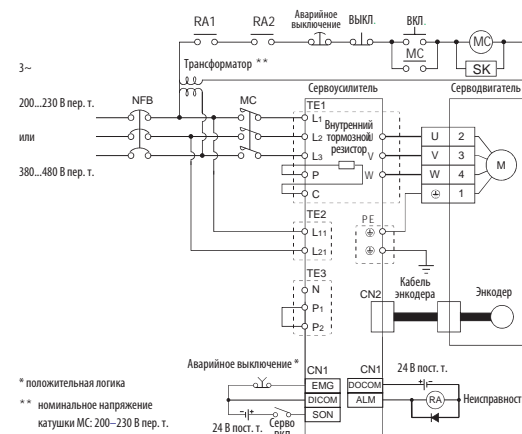 RA1 RA2 Аварийное выключение ВЫКЛ. ВКЛ.
MC
MC
SK
3~
Трансформатор **
Сервоусилитель
Серводвигатель
200...230 В пер. т.
NFB
MC
TE1
или
380...480 В пер. т.
L1
L2
L3
P
C
Внутренний
тормозной
резистор
U
V
W
U 2
V 3
W 4
1
M
TE2
L11
L21
PE
TE3
N
P1
P2
CN2
Кабель
энкодера
Энкодер
Аварийное выключение *
CN1
EMG
DICOM
SON
CN1
DOCOM
ALM
24 В пост. т.
RA
Неисправност
24 В пост. т.
Серво
вкл.
* положительная логика
** номинальное напряжение
катушки МС: 200–230 В пер. т.